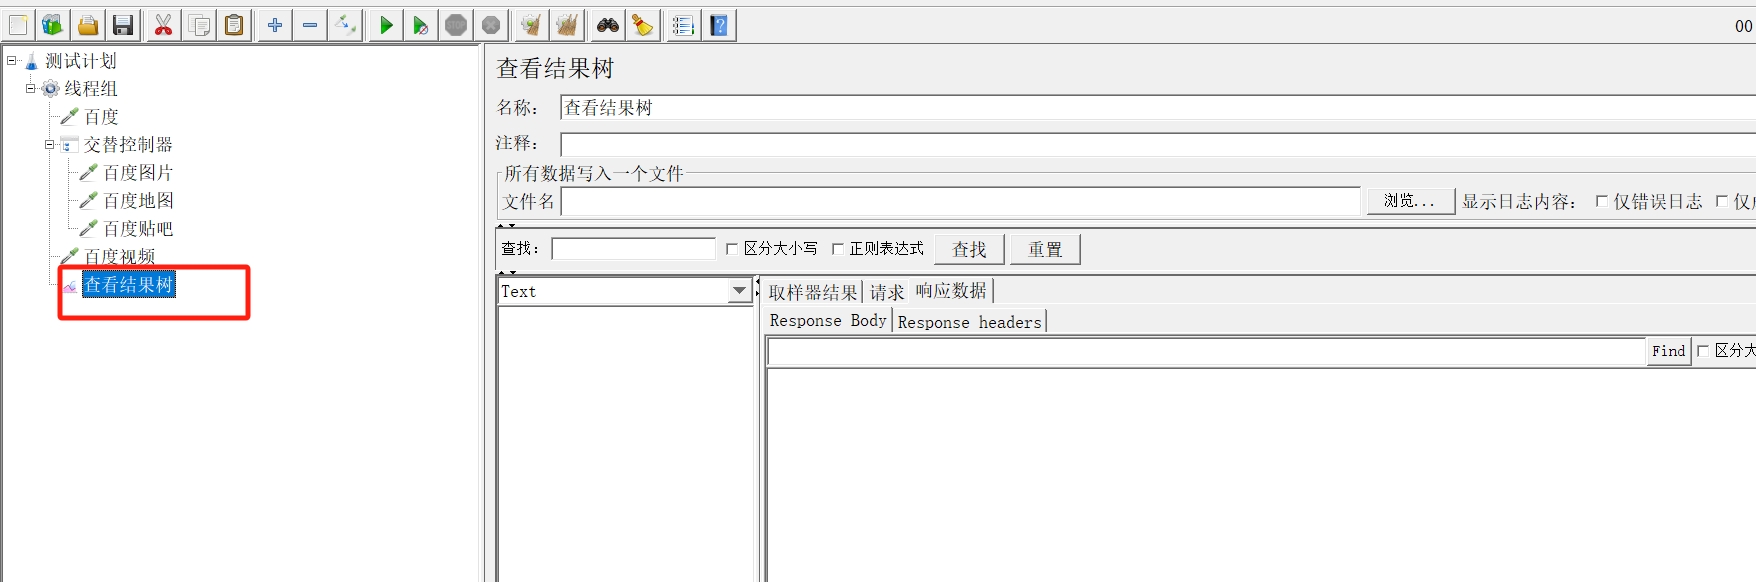 STOP
00
测试计划
线程组
百度
交替控制器
百度图片
百度地图
百度贴吧
百度视频
查看结果树
查看结果树
名称： 查看结果树
注释：
所有数据写入一个文件
文件名 浏览... 显示日志内容： 仅错误日志 仅
查找： 区分大小写 正则表达式 查找 重置
Text
取样器结果 请求 响应数据
Response Body Response headers
Find 区分大